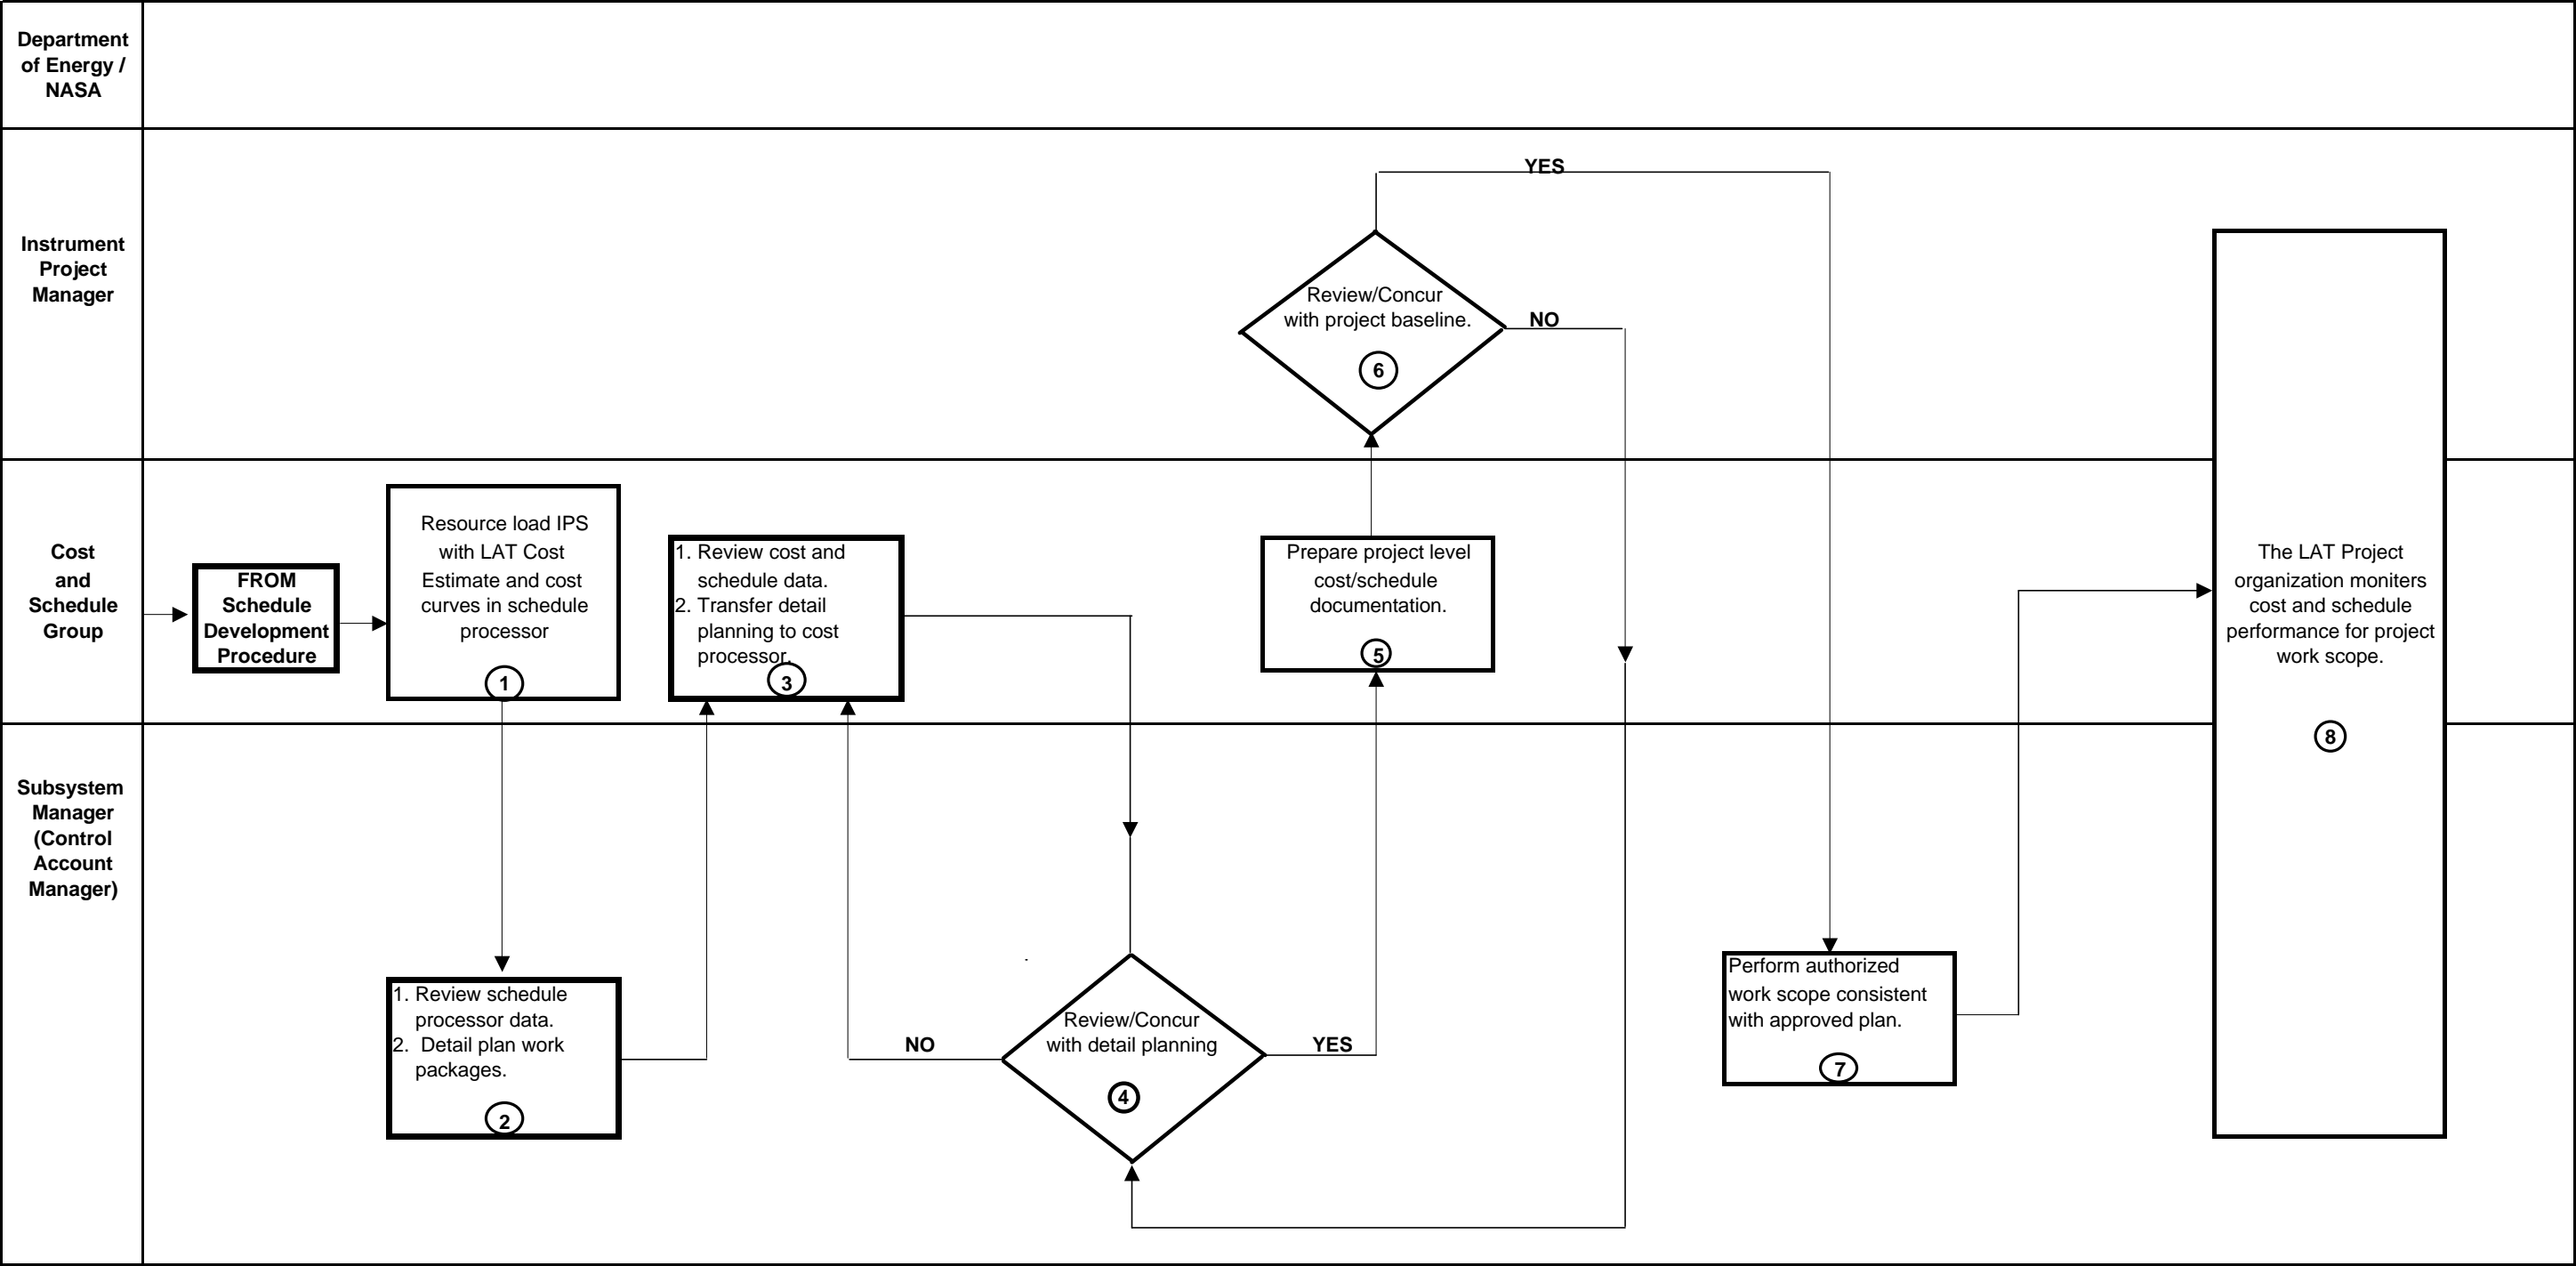 Department
of Energy /
NASA
Instrument
Project
Manager
YES
Review/Concur
with project baseline.
NO
6
Cost
and
Schedule
Group
FROM
Schedule
Development
Procedure
Resource load IPS
with LAT Cost
Estimate and cost
curves in schedule
processor
1
1. Review cost and
schedule data.
2. Transfer detail
planning to cost
processor.
3
Prepare project level
cost/schedule
documentation.
5
The LAT Project
organization moniters
cost and schedule
performance for project
work scope.
8
Subsystem
Manager
(Control
Account
Manager)
1. Review schedule
processor data.
2. Detail plan work
packages.
2
NO
Review/Concur
with detail planning
4
YES
Perform authorized
work scope consistent
with approved plan.
7